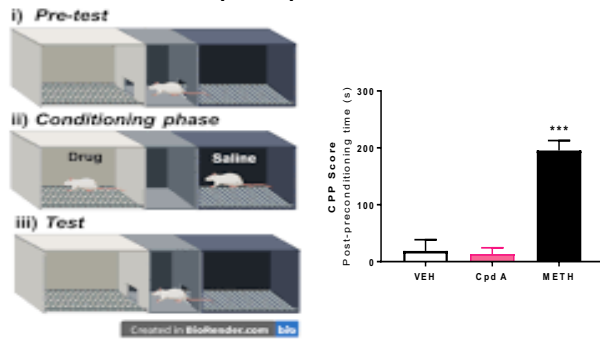 i) Pre-test
ii) Conditioning phase
Drug
Saline
iii) Test
Created in BioRender.com bio
CPP Score
Post-preconditioning time (s)
300
200
100
0
***
VEH
Cpd A
METH